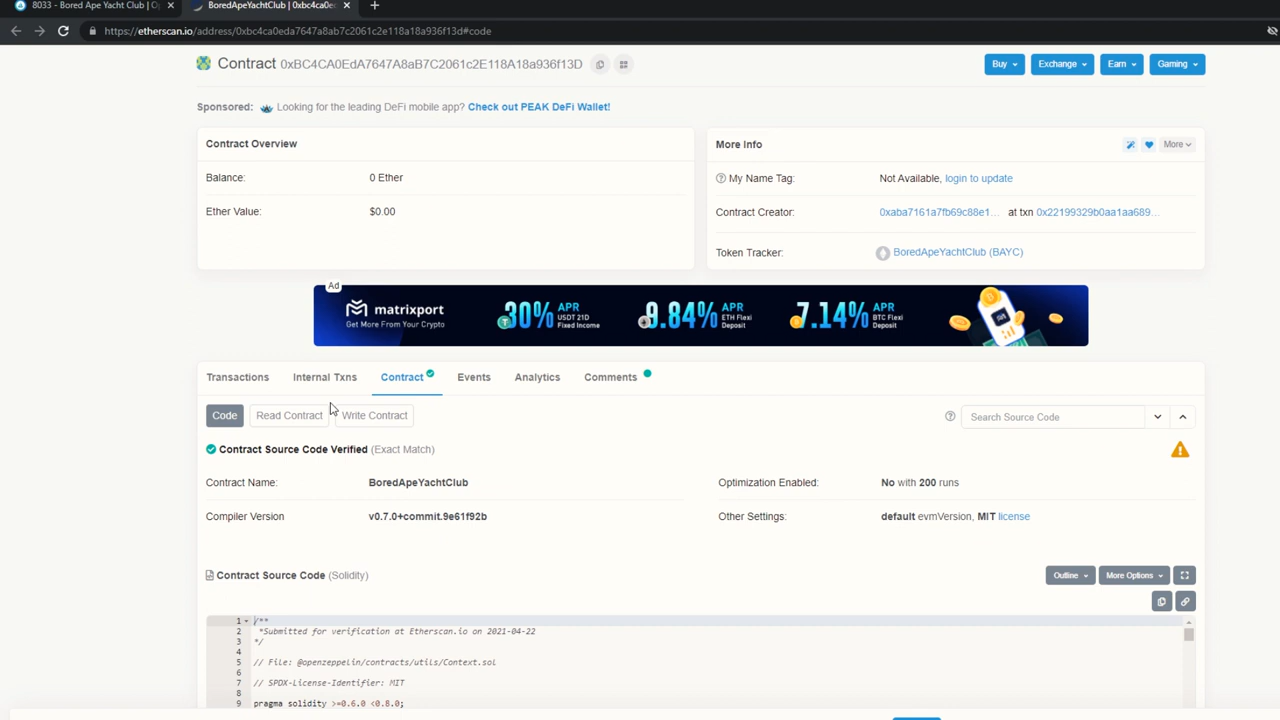 8033 - Bored Ape Yacht Club | O
BoredApeYachtClub | 0xbc4ca0e
https://etherscan.io/address/0xbc4ca0eda7647a8ab7c2061c2e118a18a936f13d#code
Contract 0xBC4CA0EdA7647A8aB7C2061c2E118A18a936f13D
Buy
Exchange
Earn
Gaming
Sponsored: Looking for the leading DeFi mobile app? Check out PEAK DeFi Wallet!
Contract Overview
Balance: 0 Ether
Ether Value: $0.00
More Info
More
My Name Tag: Not Available, login to update
Contract Creator: 0xaba7161a7fb69c88e1... at txn 0x22199329b0aa1aa689...
Token Tracker: BoredApeYachtClub (BAYC)
Ad
matrixport
Get More From Your Crypto
30% APR USDT 21D Fixed Income
9.84% APR ETH Flexi Deposit
7.14% APR BTC Flexi Deposit
Transactions
Internal Txns
Contract
Events
Analytics
Comments
Code
Read Contract
Write Contract
Search Source Code
Contract Source Code Verified (Exact Match)
Contract Name: BoredApeYachtClub
Optimization Enabled: No with 200 runs
Compiler Version v0.7.0+commit.9e61f92b
Other Settings: default evmVersion, MIT license
Contract Source Code (Solidity)
Outline
More Options
1 /**
2 *Submitted for verification at Etherscan.io on 2021-04-22
3 */
4
5 // File: @openzeppelin/contracts/utils/Context.sol
6
7 // SPDX-License-Identifier: MIT
8
9 pragma solidity >=0.6.0 <0.8.0;